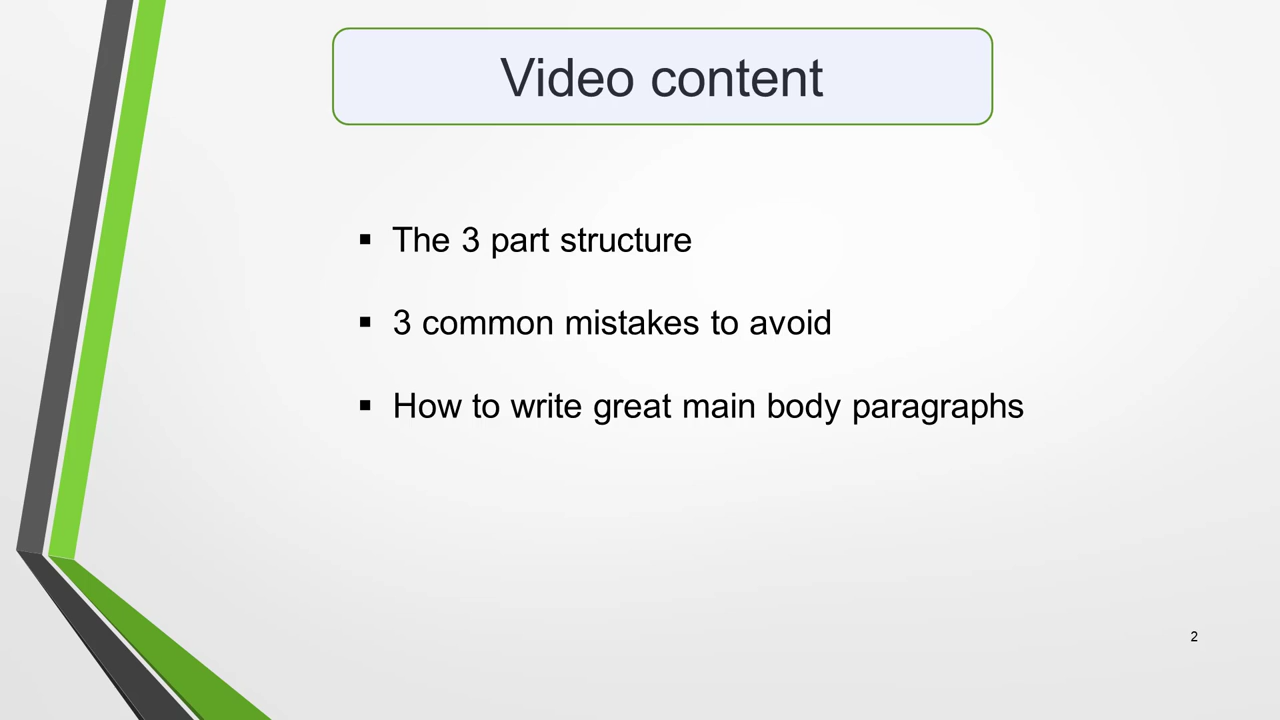 Video content
▪ The 3 part structure
▪ 3 common mistakes to avoid
▪ How to write great main body paragraphs
2